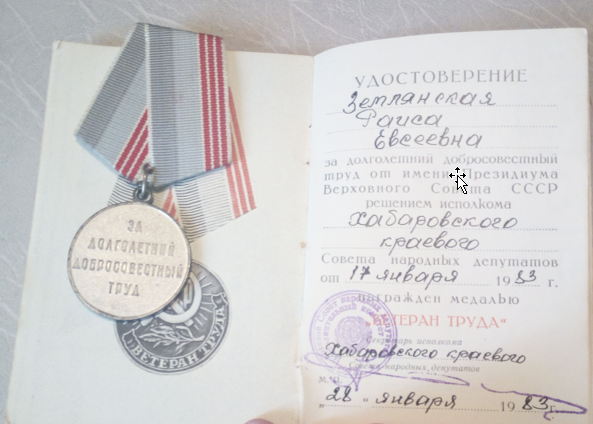 ЗА
ДОЛГОЛЕТНИЙ
ДОБРОСОВЕСТНЫЙ
ТРУД
ВЕТЕРАН ТРУДА
УДОСТОВЕРЕНИЕ
Землянская
Раиса
Евсеевна
за долголетний добросовестный
труд от имени Президиума
Верховного Совета СССР
решением исполкома
Хабаровского
краевого
Совета народных депутатов
от 17 января 1983 г.
награжден медалью
"ВЕТЕРАН ТРУДА"
Секретарь исполкома
Хабаровского краевого
Совета народных депутатов
М.П.
„28" января 1983 г.